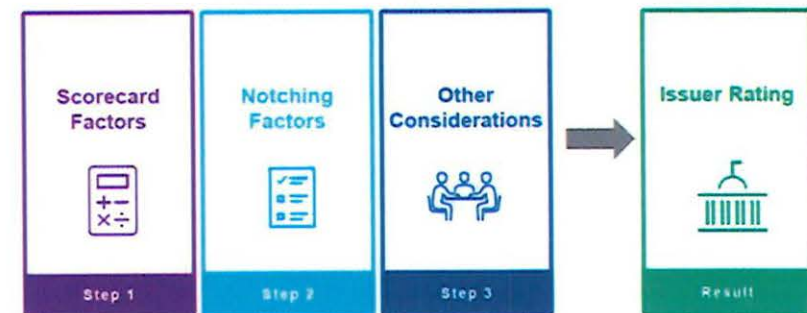 Scorecard
Factors
Step 1
Notching
Factors
Step 2
Other
Considerations
Step 3
Issuer Rating
Result